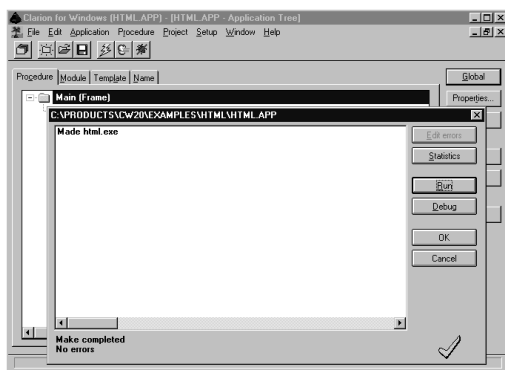 Clarion for Windows (HTML.APP) - [HTML.APP - Application Tree]
File Edit Application Procedure Project Setup Window Help
Procedure Module Template Name
Global
Main (Frame)
Properties...
C:\PRODUCTS\CW20\EXAMPLES\HTML\HTML.APP
Made html.exe
Edit errors
Statistics
Run
Debug
OK
Cancel
Make completed
No errors